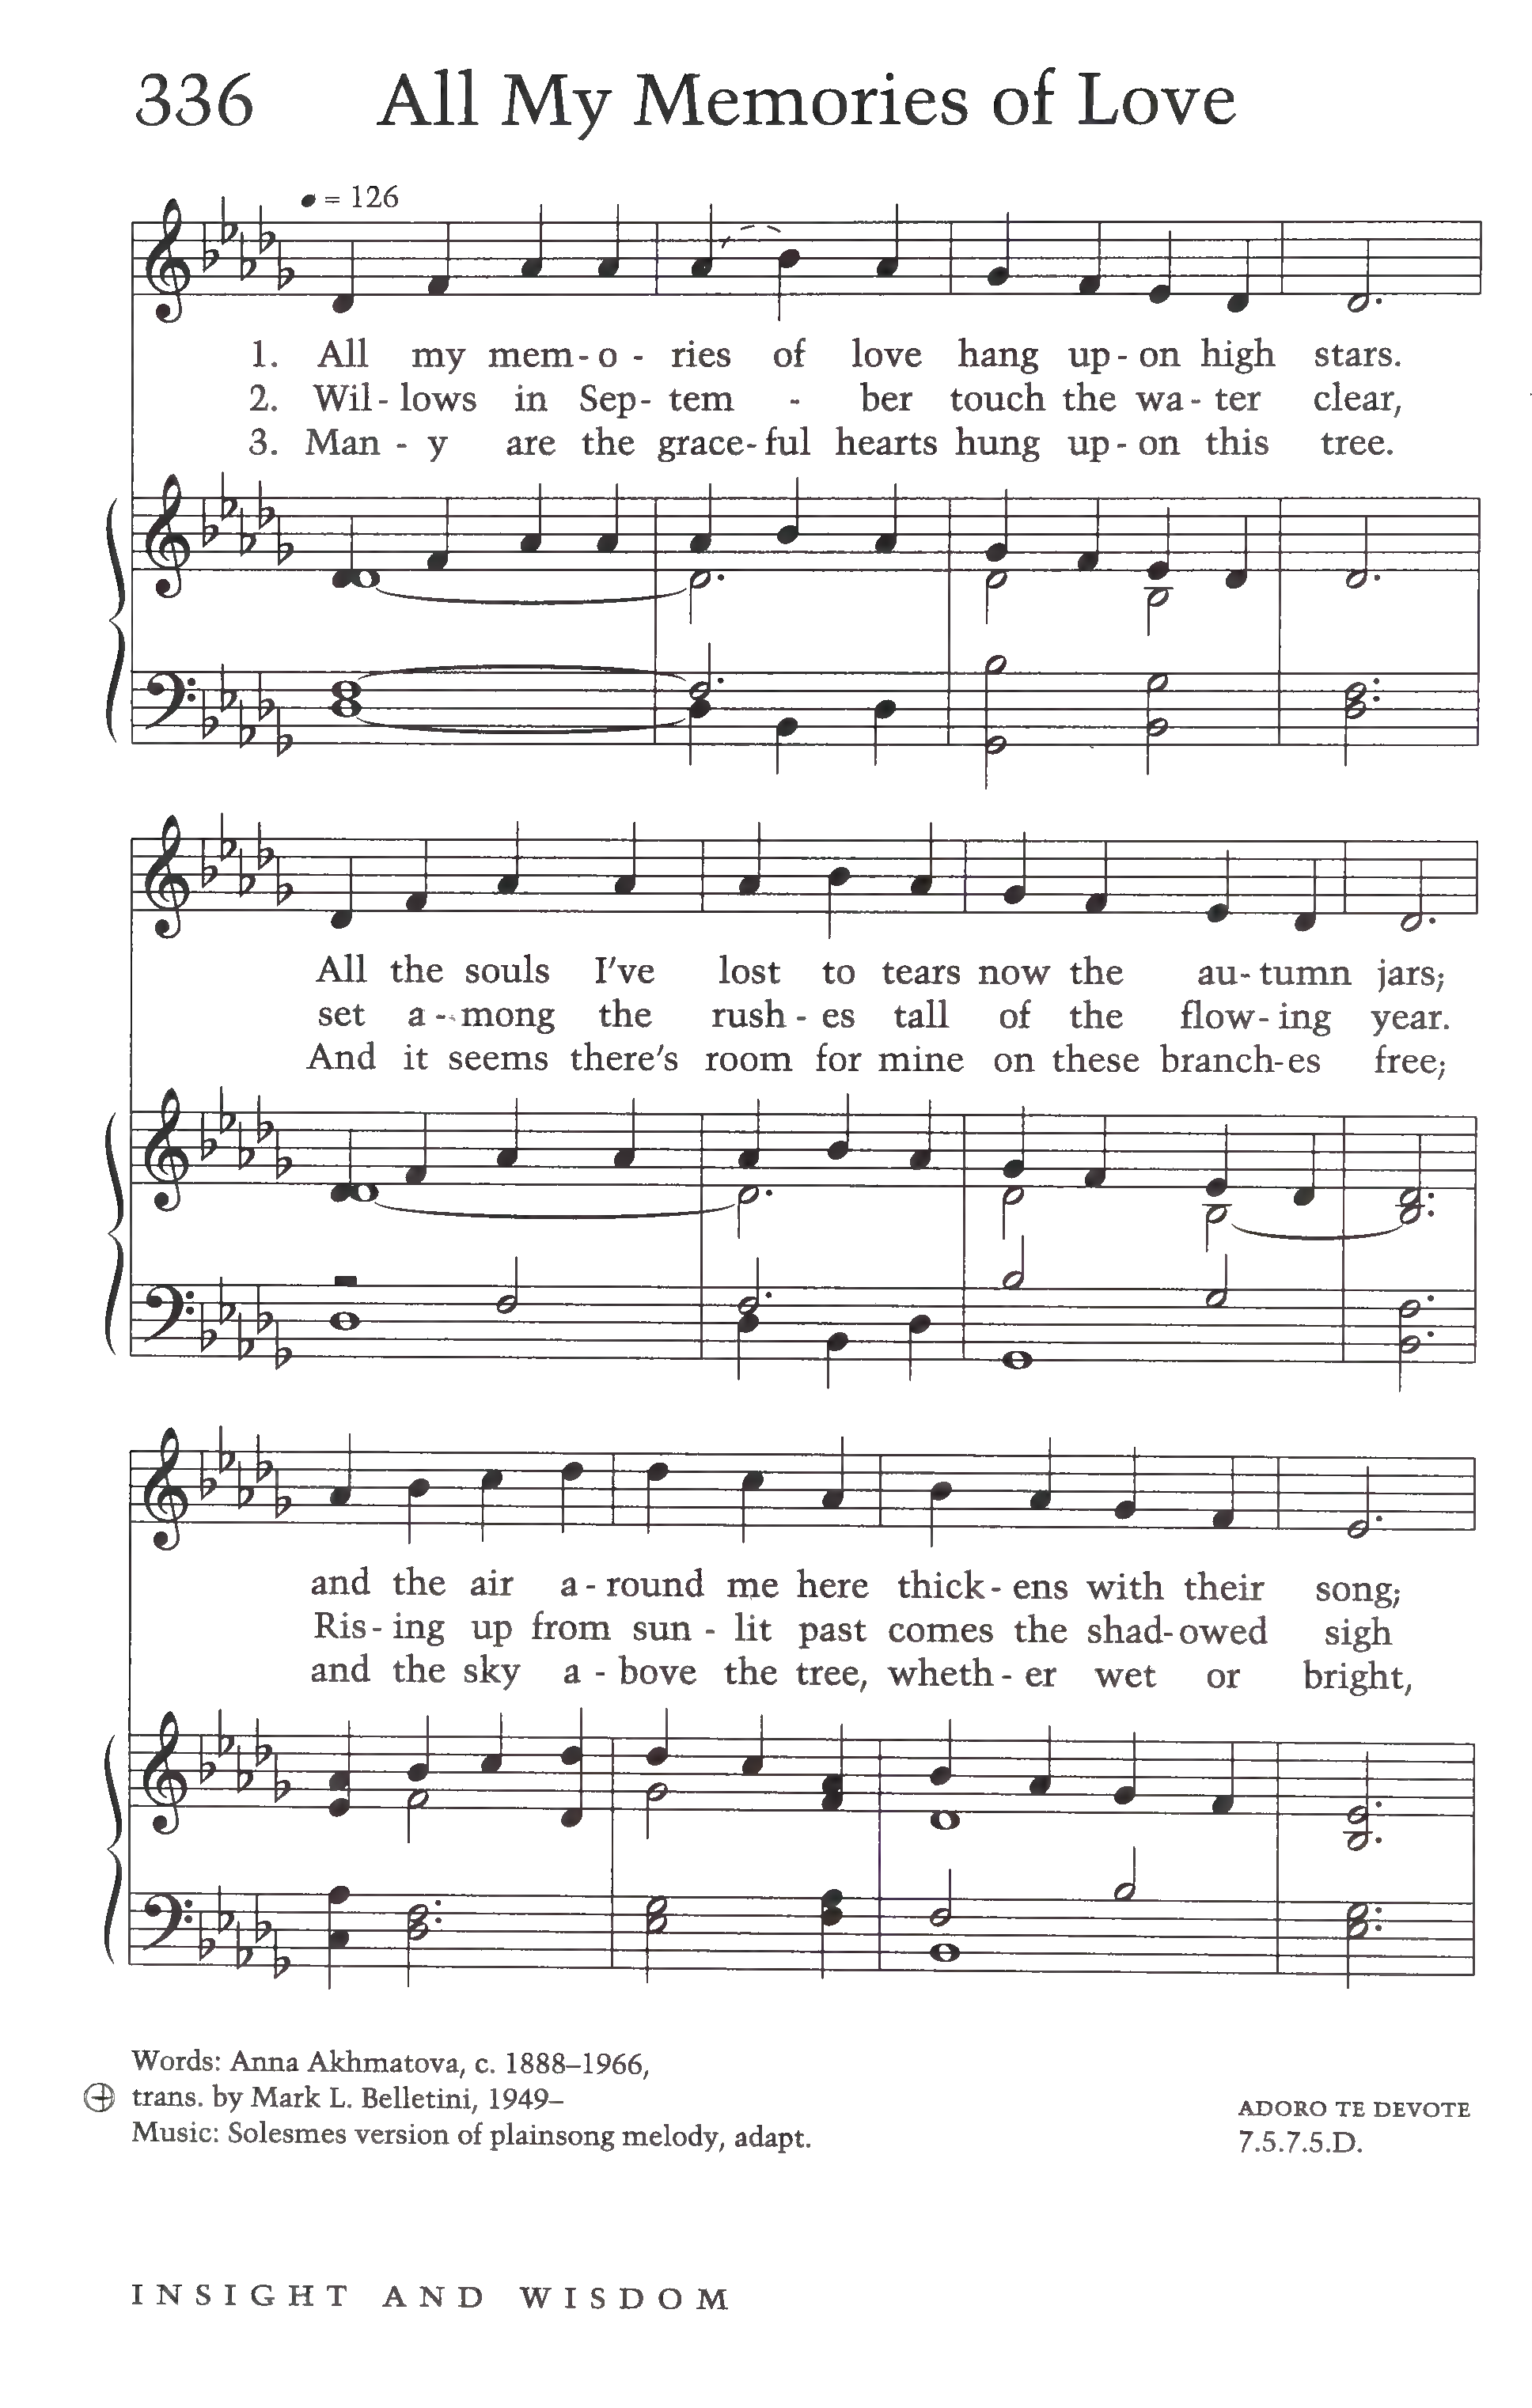 336 All My Memories of Love
= 126
1. All my mem - o - ries of love hang up - on high stars.
2. Wil - lows in Sep - tem - ber touch the wa - ter clear,
3. Man - y are the grace - ful hearts hung up - on this tree.
All the souls I've lost to tears now the au - tumn jars;
set a - mong the rush - es tall of the flow - ing year.
And it seems there's room for mine on these branch - es free;
and the air a - round me here thick - ens with their song;
Ris - ing up from sun - lit past comes the shad - owed sigh
and the sky a - bove the tree, wheth - er wet or bright,
Words: Anna Akhmatova, c. 1888–1966,
trans. by Mark L. Belletini, 1949–
Music: Solesmes version of plainsong melody, adapt.
ADORO TE DEVOTE
7.5.7.5.D.
INSIGHT AND WISDOM